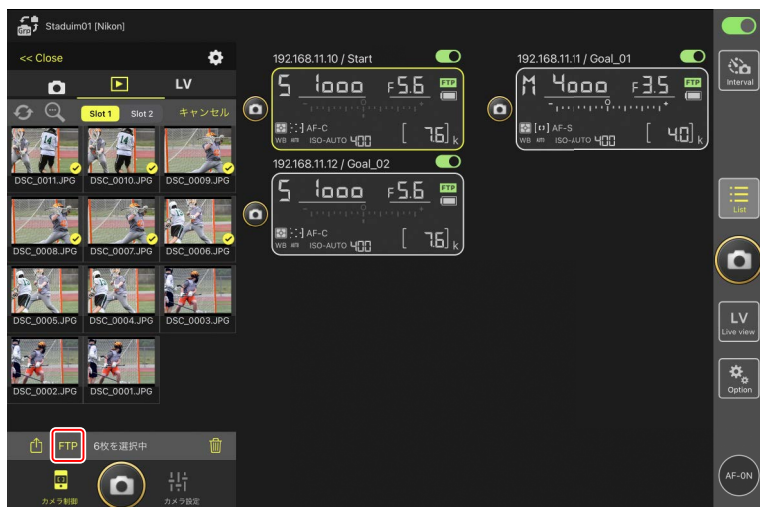 Grp
Staduim01 [Nikon]
<< Close
LV
Slot 1 Slot 2 キャンセル
14
DSC_0011.JPG DSC_0010.JPG DSC_0009.JPG
DSC_0008.JPG DSC_0007.JPG DSC_0006.JPG
DSC_0005.JPG DSC_0004.JPG DSC_0003.JPG
DSC_0002.JPG DSC_0001.JPG
FTP 6枚を選択中
カメラ制御 カメラ設定
192.168.11.10 / Start
S 1000 F5.6 FTP
- +
AF-C
WB AUTO ISO-AUTO 400 [ 7.6] k
192.168.11.11 / Goal_01
M 4000 F3.5 FTP
- +
AF-S
WB AUTO ISO-AUTO 400 [ 4.0] k
192.168.11.12 / Goal_02
S 1000 F5.6 FTP
- +
AF-C
WB AUTO ISO-AUTO 400 [ 7.6] k
Interval
List
LV
Live view
Option
AF-ON